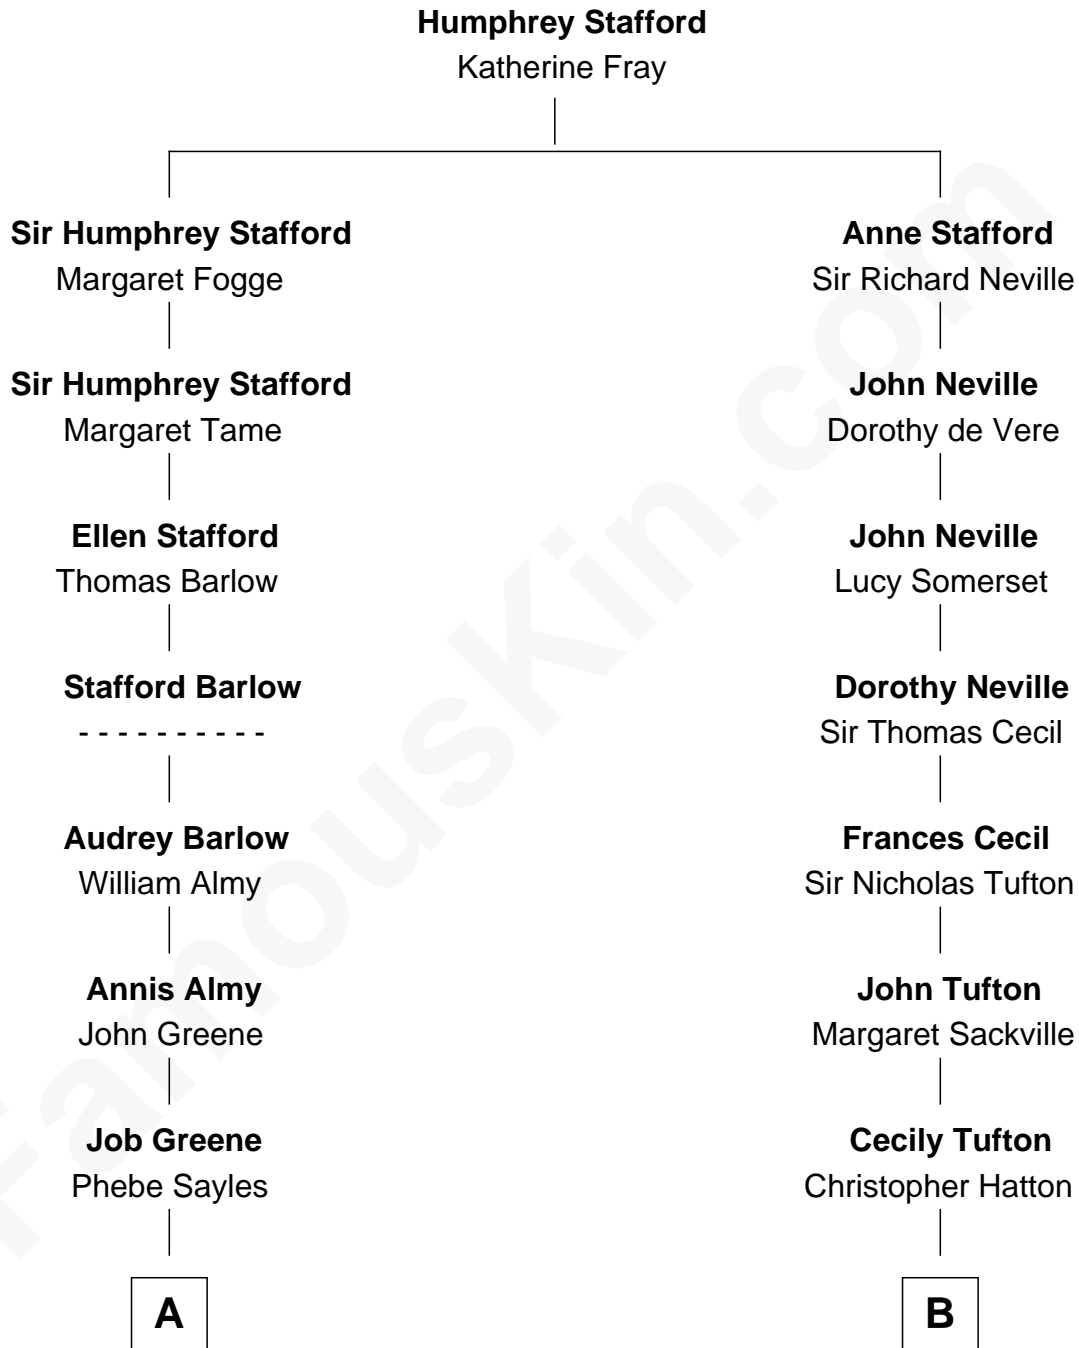 Humphrey Stafford
Katherine Fray
Sir Humphrey Stafford
Margaret Fogge
Anne Stafford
Sir Richard Neville
Sir Humphrey Stafford
Margaret Tame
John Neville
Dorothy de Vere
Ellen Stafford
Thomas Barlow
John Neville
Lucy Somerset
Stafford Barlow
- - - - - - - - - -
Dorothy Neville
Sir Thomas Cecil
Audrey Barlow
William Almy
Frances Cecil
Sir Nicholas Tufton
Annis Almy
John Greene
John Tufton
Margaret Sackville
Job Greene
Phebe Sayles
Cecily Tufton
Christopher Hatton
A
B
FamousKin.com